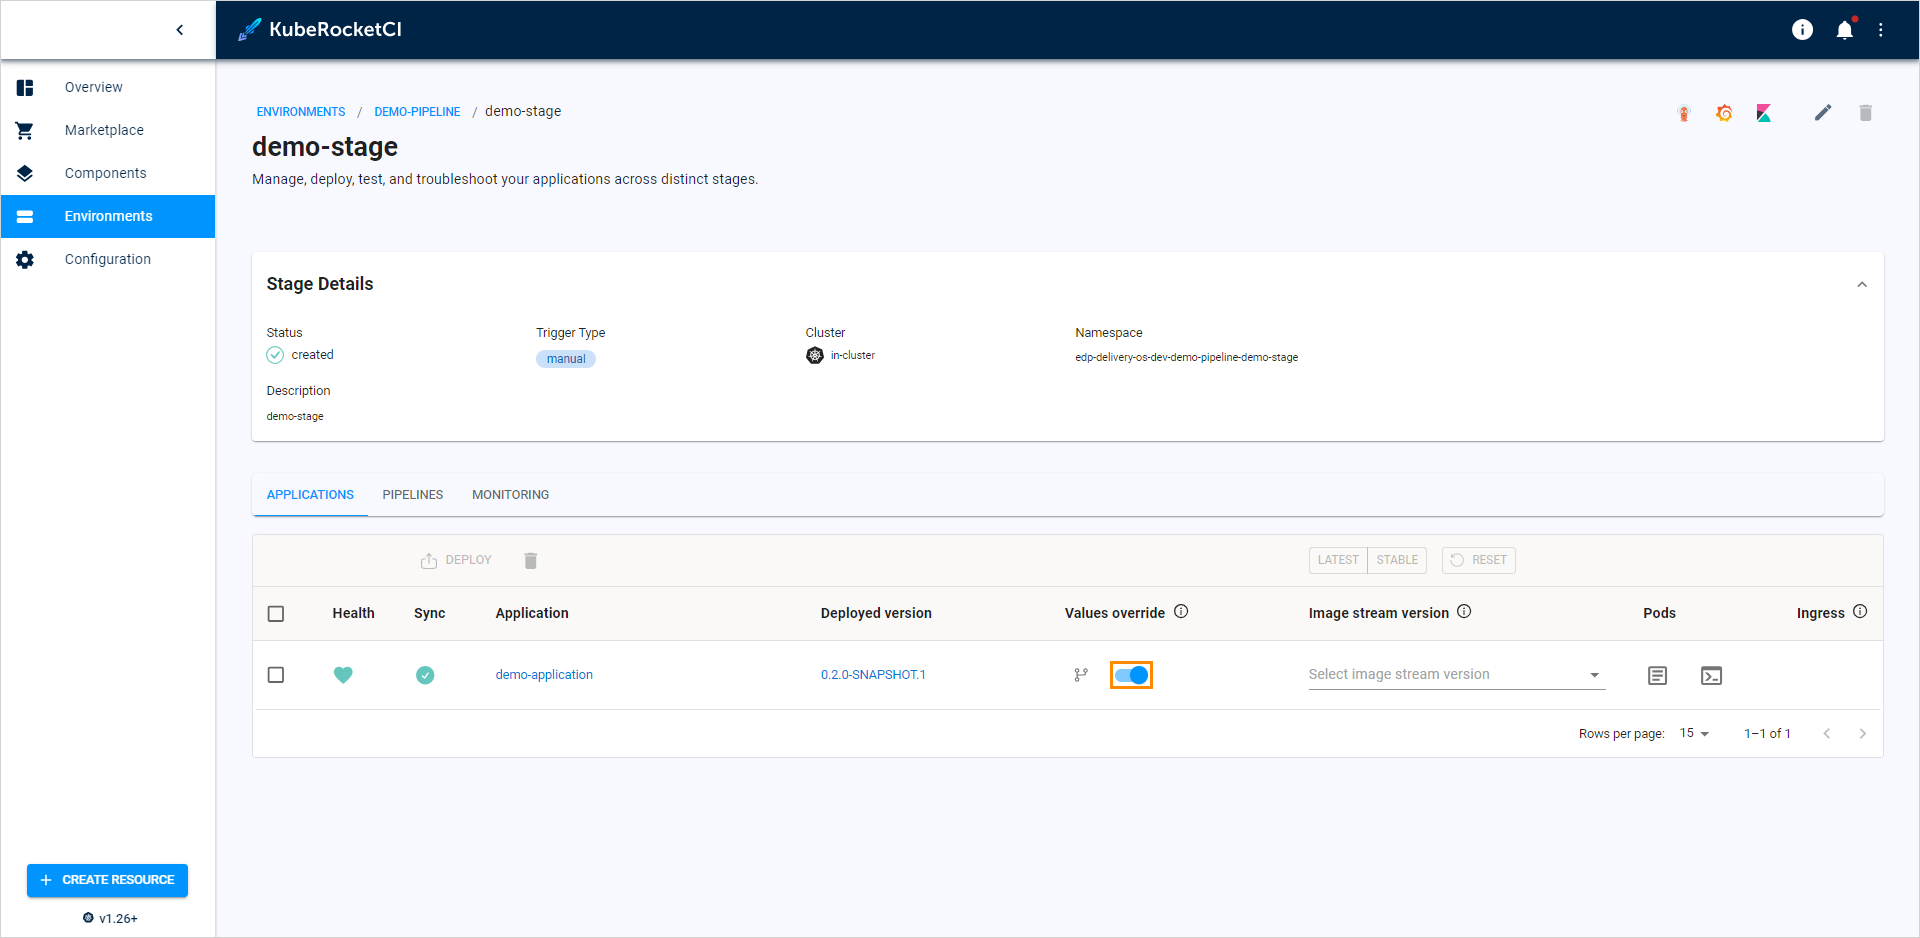 KubeRocketCI
Overview
Marketplace
Components
Environments
Configuration
CREATE RESOURCE
v1.26+
ENVIRONMENTS / DEMO-PIPELINE / demo-stage
demo-stage
Manage, deploy, test, and troubleshoot your applications across distinct stages.
Stage Details
Status Trigger Type Cluster Namespace
created manual in-cluster edp-delivery-os-dev-demo-pipeline-demo-stage
Description
demo-stage
APPLICATIONS PIPELINES MONITORING
DEPLOY LATEST STABLE RESET
Health Sync Application Deployed version Values override Image stream version Pods Ingress
demo-application 0.2.0-SNAPSHOT.1 Select image stream version
Rows per page: 15 1–1 of 1